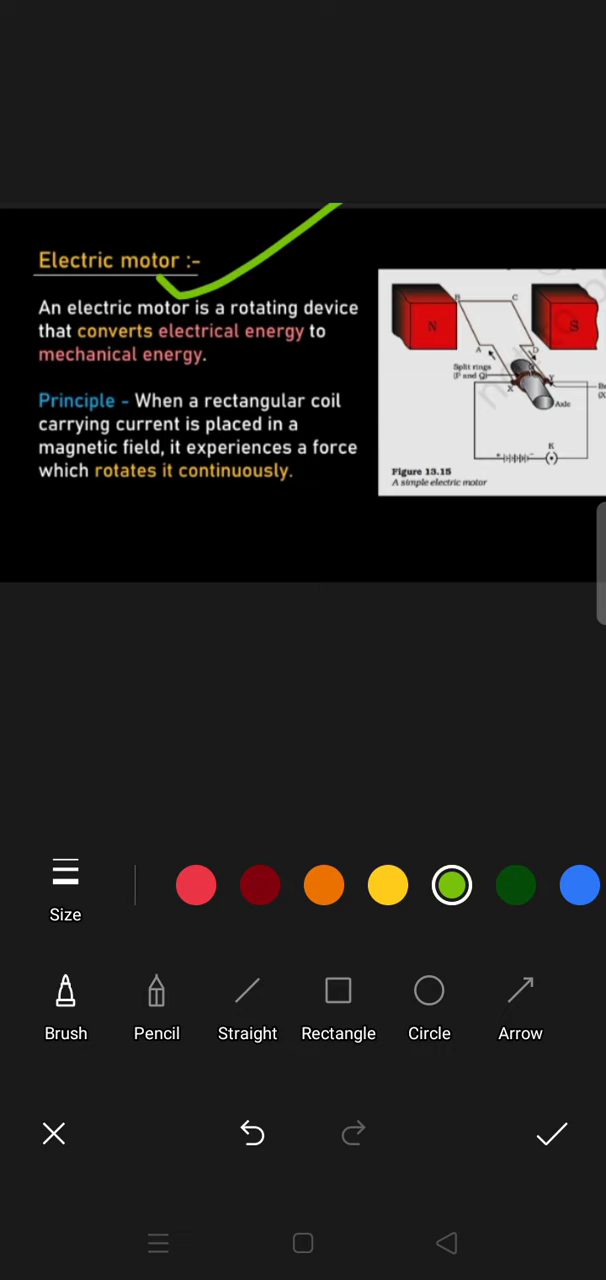 Electric motor :-
An electric motor is a rotating device
that converts electrical energy to
mechanical energy.
Principle - When a rectangular coil
carrying current is placed in a
magnetic field, it experiences a force
which rotates it continuously.
N
S
B
C
A
D
Split rings
(P and Q)
X
Y
Axle
K
+
-
Figure 13.15
A simple electric motor
Size
Brush
Pencil
Straight
Rectangle
Circle
Arrow